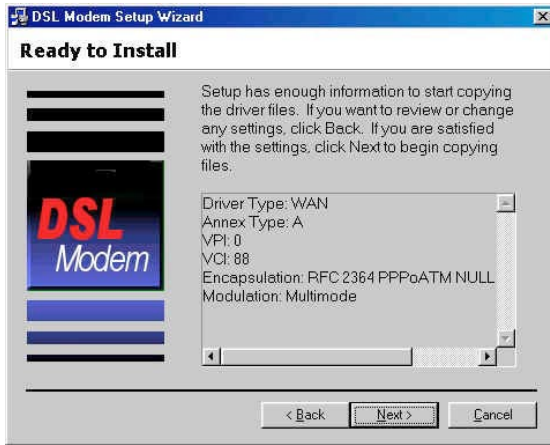 DSL Modem Setup Wizard
Ready to Install
Setup has enough information to start copying
the driver files. If you want to review or change
any settings, click Back. If you are satisfied
with the settings, click Next to begin copying
files.
DSL
Modem
Driver Type: WAN
Annex Type: A
VPI: 0
VCI: 88
Encapsulation: RFC 2364 PPPoATM NULL
Modulation: Multimode
< Back
Next >
Cancel